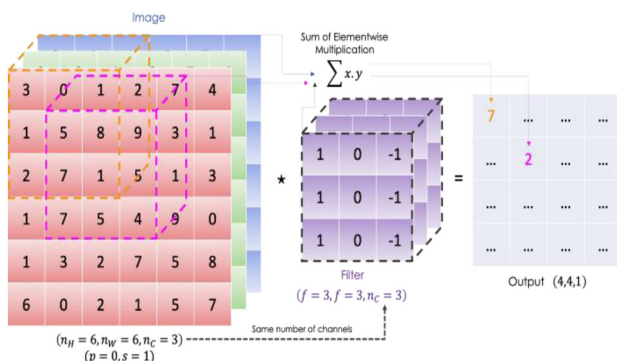 Image
Sum of Elementwise
Multiplication
∑ x.y
3 0 1 2 7 4
1 5 8 9 3 1
2 7 1 5 1 3
1 7 5 4 9 0
1 3 2 7 5 8
6 0 2 1 5 7
(n_H = 6, n_W = 6, n_C = 3)
(p = 0, s = 1)
*
1 0 -1
1 0 -1
1 0 -1
Filter
(f = 3, f = 3, n_C = 3)
Same number of channels
=
7 ... ... ...
... 2 ... ...
... ... ... ...
... ... ... ...
Output (4,4,1)